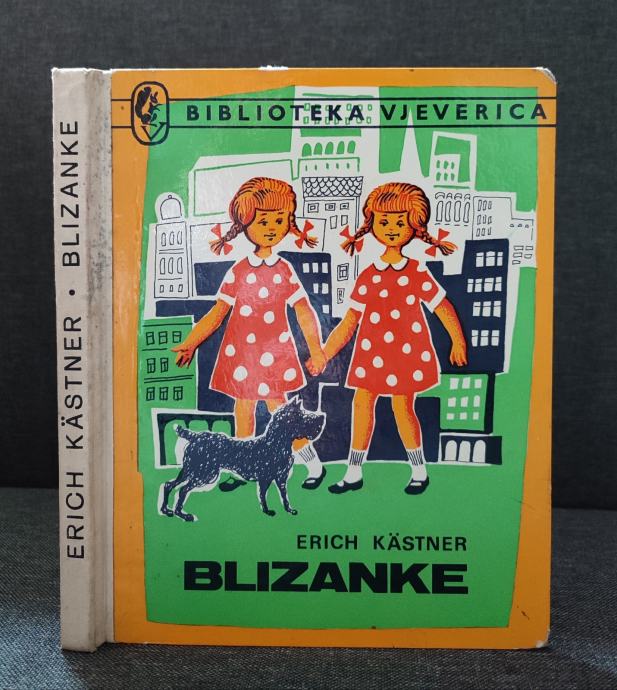 ERICH KÄSTNER • BLIZANKE
BIBLIOTEKA VJEVERICA
ERICH KÄSTNER
BLIZANKE